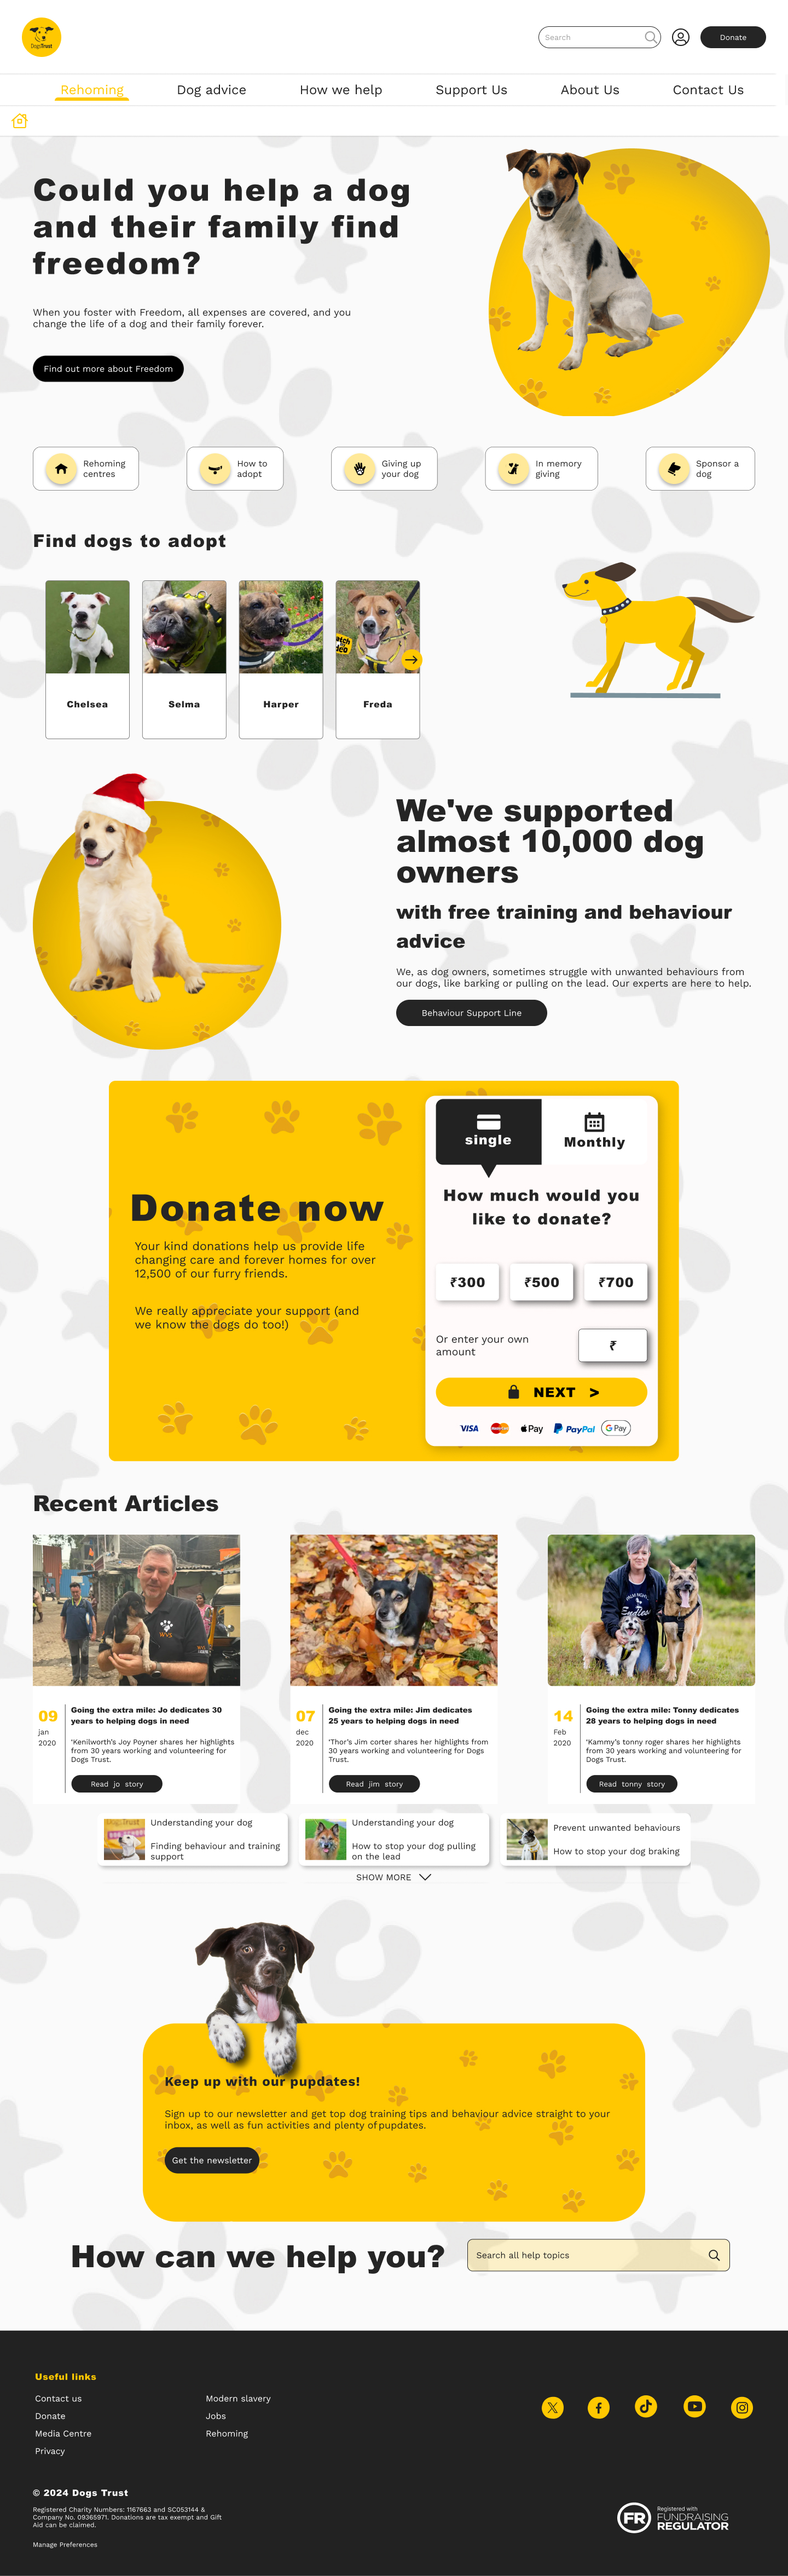 DogsTrust
Search
Donate
Rehoming
Dog advice
How we help
Support Us
About Us
Contact Us
Could you help a dog
and their family find
freedom?
When you foster with Freedom, all expenses are covered, and you
change the life of a dog and their family forever.
Find out more about Freedom
Rehoming
centres
How to
adopt
Giving up
your dog
In memory
giving
Sponsor a
dog
Find dogs to adopt
Chelsea
Selma
Harper
Freda
We've supported
almost 10,000 dog
owners
with free training and behaviour
advice
We, as dog owners, sometimes struggle with unwanted behaviours from
our dogs, like barking or pulling on the lead. Our experts are here to help.
Behaviour Support Line
single
Monthly
Donate now
Your kind donations help us provide life
changing care and forever homes for over
12,500 of our furry friends.
We really appreciate your support (and
we know the dogs do too!)
How much would you
like to donate?
₹300
₹500
₹700
Or enter your own
amount
₹
NEXT >
VISA
Pay
PayPal
G Pay
Recent Articles
WVS
Endless
09
jan
2020
Going the extra mile: Jo dedicates 30
years to helping dogs in need
'Kenilworth's Joy Poyner shares her highlights
from 30 years working and volunteering for
Dogs Trust.
Read jo story
07
dec
2020
Going the extra mile: Jim dedicates
25 years to helping dogs in need
'Thor's Jim corter shares her highlights from
30 years working and volunteering for Dogs
Trust.
Read jim story
14
Feb
2020
Going the extra mile: Tonny dedicates
28 years to helping dogs in need
'Kammy's tonny roger shares her highlights
from 30 years working and volunteering for
Dogs Trust.
Read tonny story
Understanding your dog
Finding behaviour and training
support
Understanding your dog
How to stop your dog pulling
on the lead
Prevent unwanted behaviours
How to stop your dog braking
SHOW MORE
Keep up with our pupdates!
Sign up to our newsletter and get top dog training tips and behaviour advice straight to your
inbox, as well as fun activities and plenty of pupdates.
Get the newsletter
How can we help you?
Search all help topics
Useful links
Contact us
Donate
Media Centre
Privacy
Modern slavery
Jobs
Rehoming
© 2024 Dogs Trust
Registered Charity Numbers: 1167663 and SC053144 &
Company No. 09365971. Donations are tax exempt and Gift
Aid can be claimed.
Manage Preferences
FR
Registered with
FUNDRAISING
REGULATOR